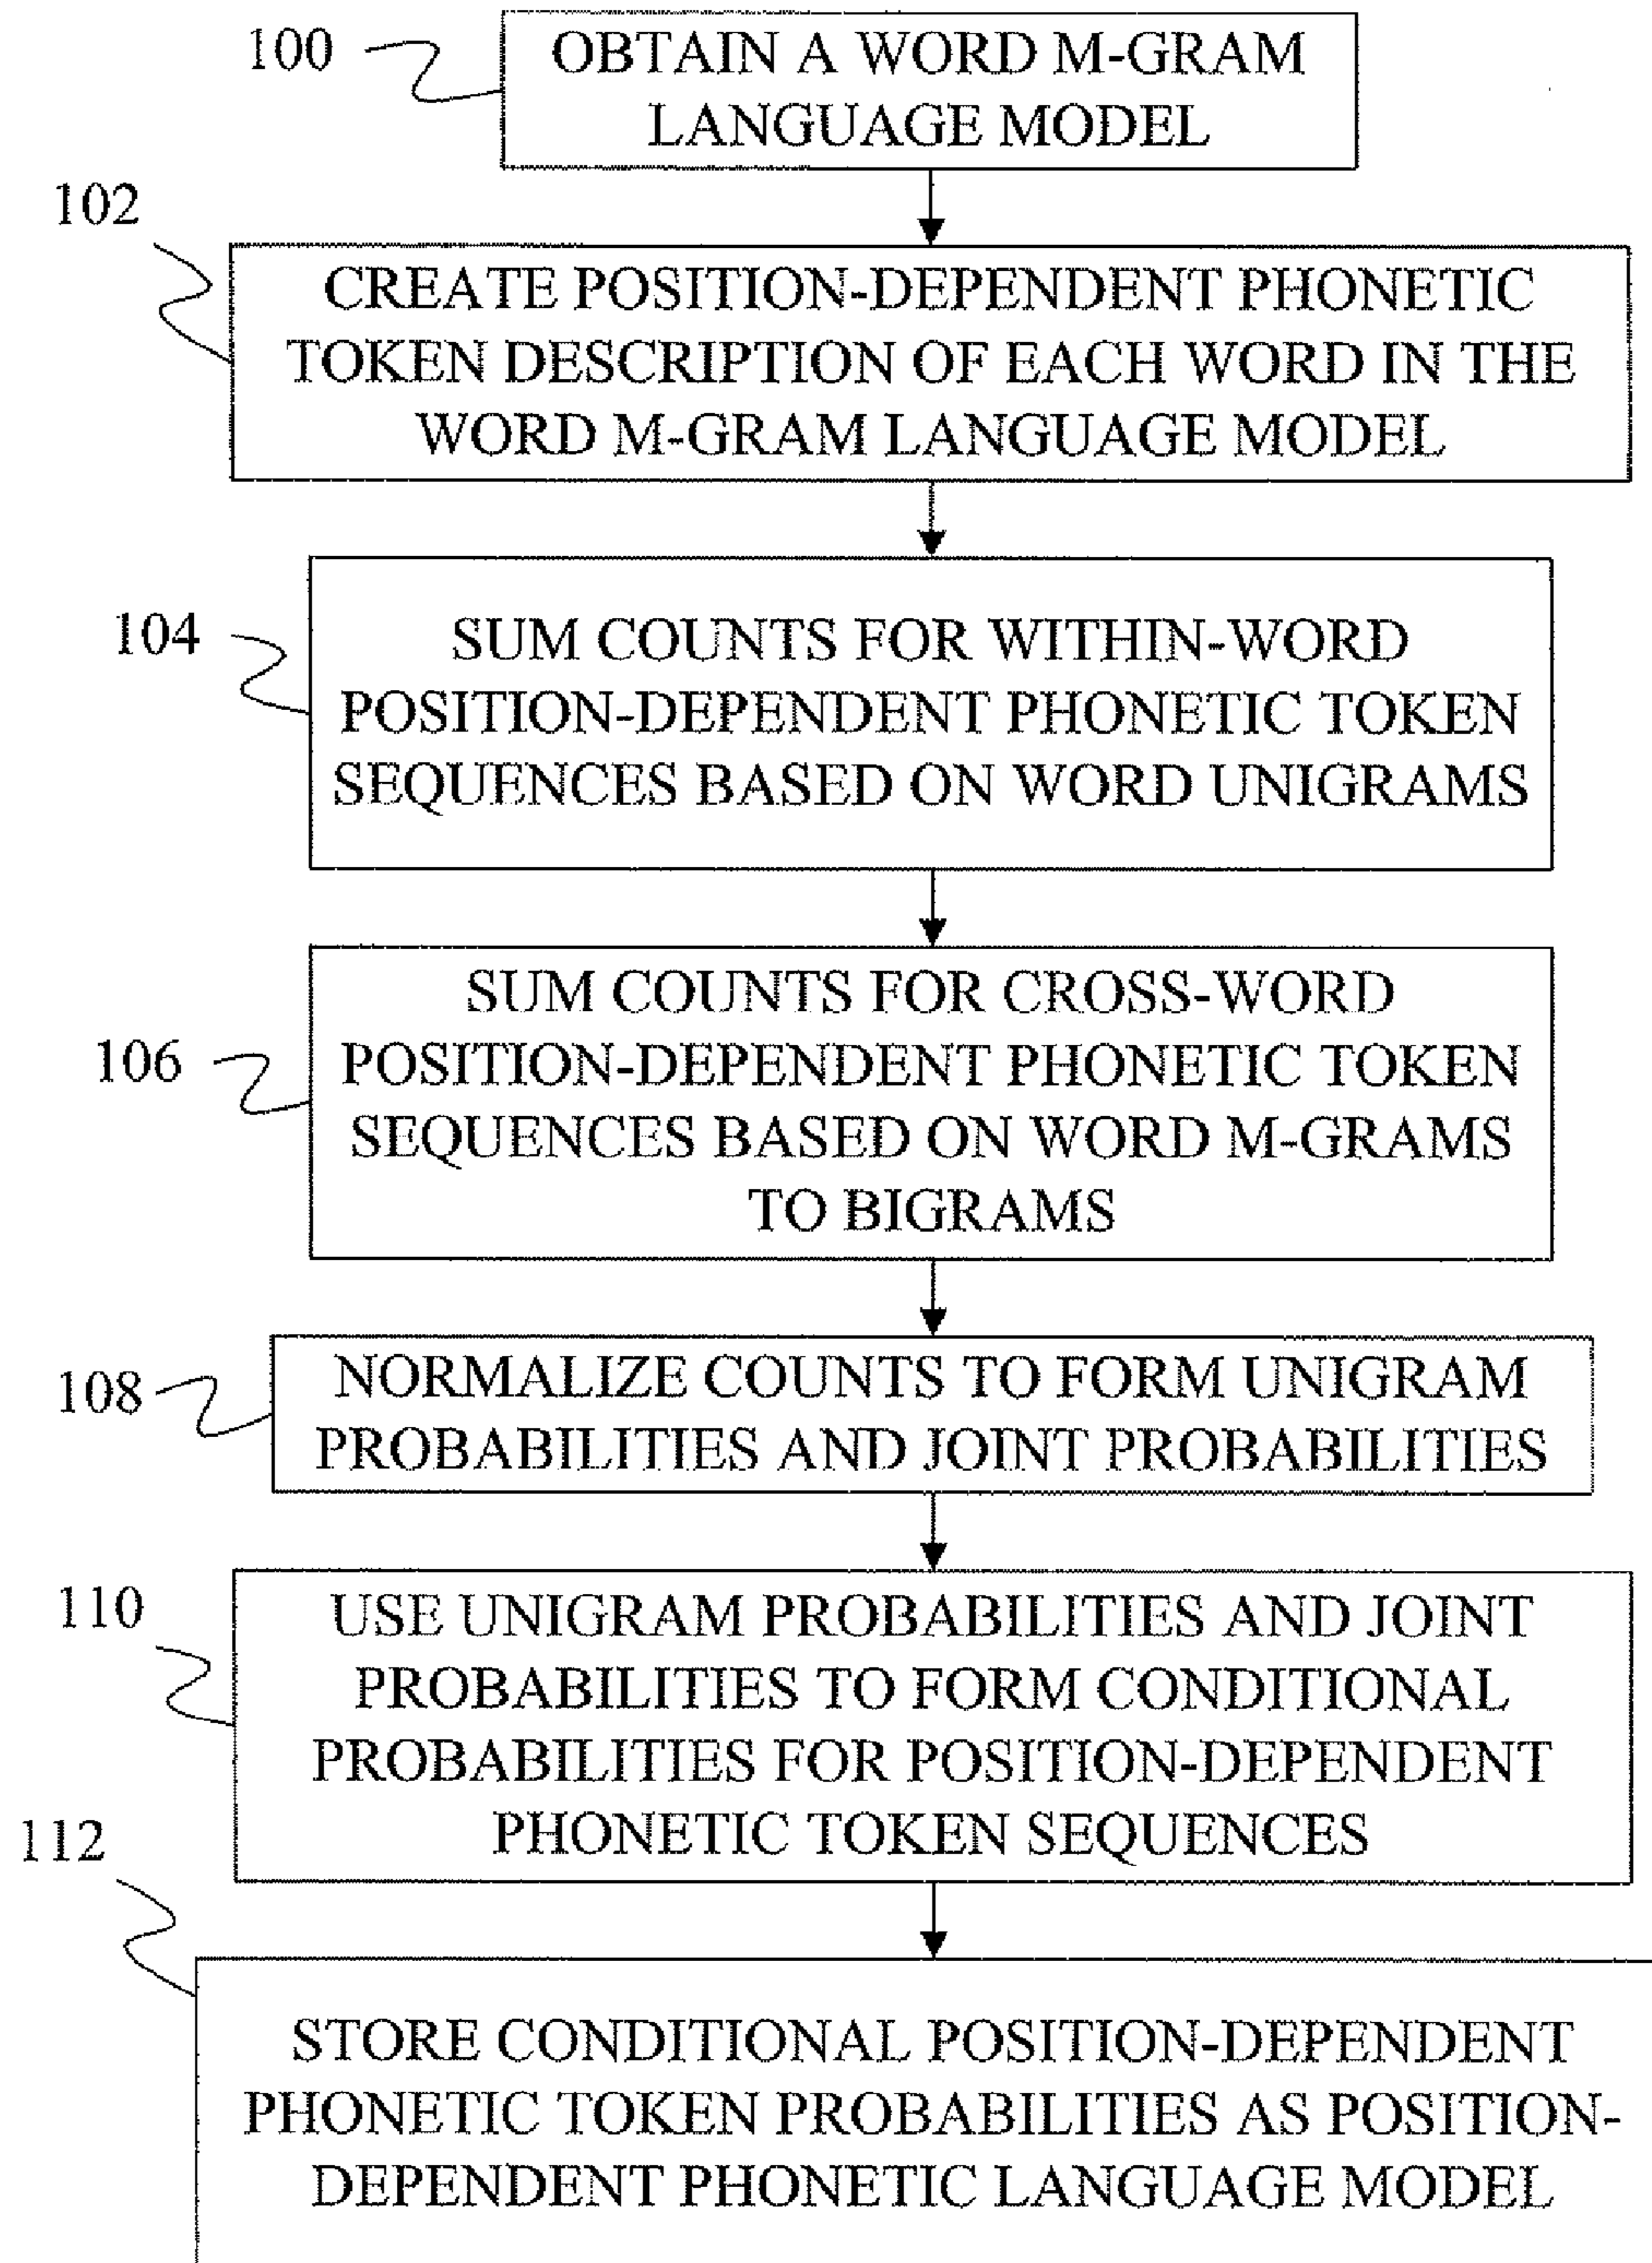 100
OBTAIN A WORD M-GRAM
LANGUAGE MODEL
102
CREATE POSITION-DEPENDENT PHONETIC
TOKEN DESCRIPTION OF EACH WORD IN THE
WORD M-GRAM LANGUAGE MODEL
104
SUM COUNTS FOR WITHIN-WORD
POSITION-DEPENDENT PHONETIC TOKEN
SEQUENCES BASED ON WORD UNIGRAMS
106
SUM COUNTS FOR CROSS-WORD
POSITION-DEPENDENT PHONETIC TOKEN
SEQUENCES BASED ON WORD M-GRAMS
TO BIGRAMS
108
NORMALIZE COUNTS TO FORM UNIGRAM
PROBABILITIES AND JOINT PROBABILITIES
110
USE UNIGRAM PROBABILITIES AND JOINT
PROBABILITIES TO FORM CONDITIONAL
PROBABILITIES FOR POSITION-DEPENDENT
PHONETIC TOKEN SEQUENCES
112
STORE CONDITIONAL POSITION-DEPENDENT
PHONETIC TOKEN PROBABILITIES AS POSITION-
DEPENDENT PHONETIC LANGUAGE MODEL